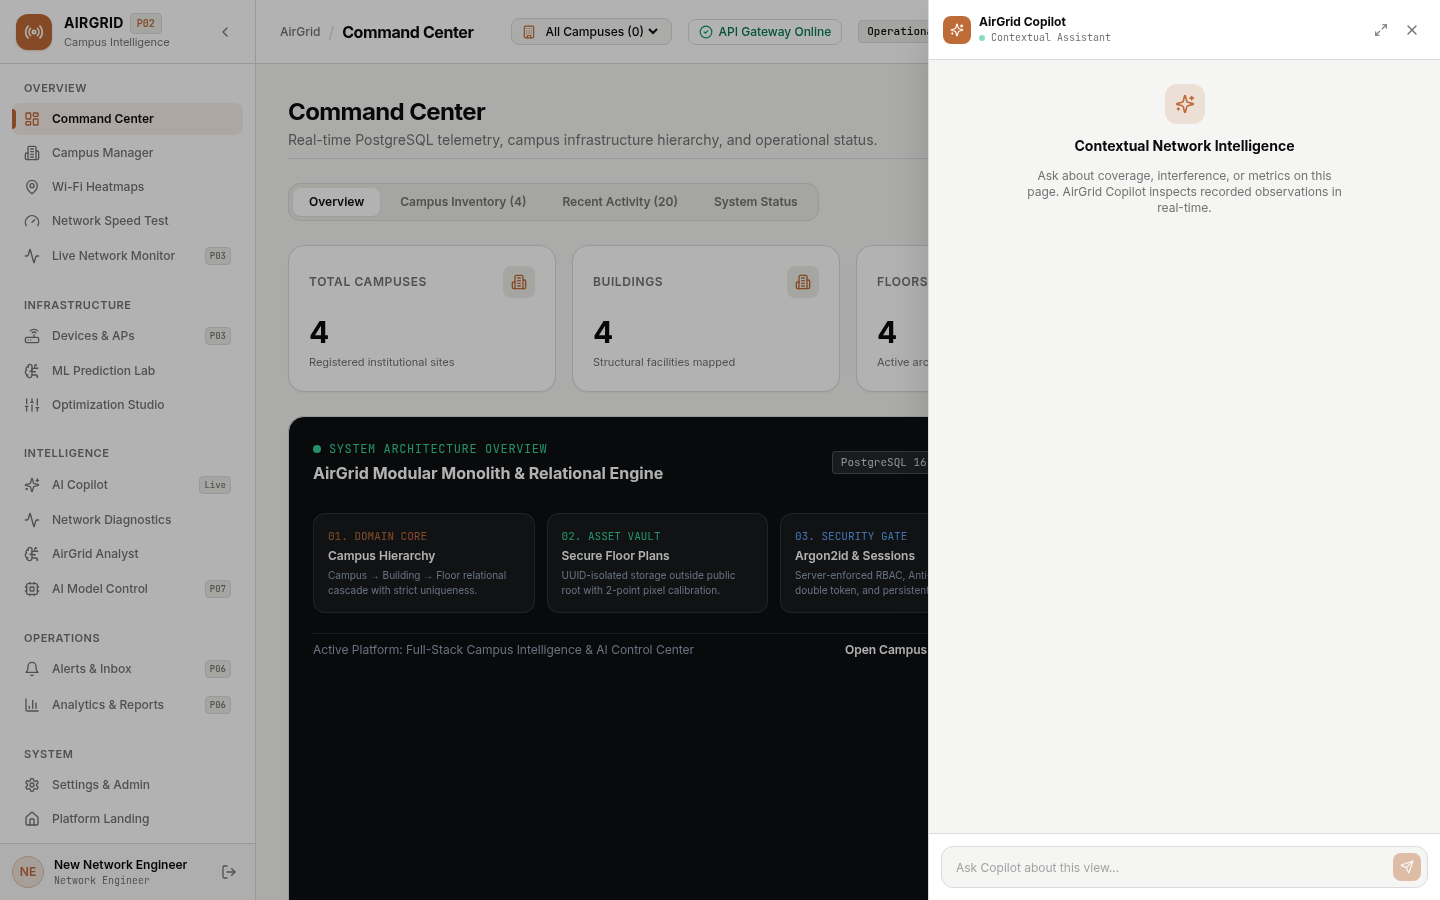 AIRGRID P02
Campus Intelligence
OVERVIEW
Command Center
Campus Manager
Wi-Fi Heatmaps
Network Speed Test
Live Network Monitor P03
INFRASTRUCTURE
Devices & APs P03
ML Prediction Lab
Optimization Studio
INTELLIGENCE
AI Copilot Live
Network Diagnostics
AirGrid Analyst
AI Model Control P07
OPERATIONS
Alerts & Inbox P06
Analytics & Reports P06
SYSTEM
Settings & Admin
Platform Landing
NE
New Network Engineer
Network Engineer
AirGrid / Command Center
All Campuses (0)
API Gateway Online
Operation
Command Center
Real-time PostgreSQL telemetry, campus infrastructure hierarchy, and operational status.
Overview Campus Inventory (4) Recent Activity (20) System Status
TOTAL CAMPUSES
4
Registered institutional sites
BUILDINGS
4
Structural facilities mapped
FLOORS
4
Active arc
SYSTEM ARCHITECTURE OVERVIEW
AirGrid Modular Monolith & Relational Engine
PostgreSQL 16
01. DOMAIN CORE
Campus Hierarchy
Campus → Building → Floor relational
cascade with strict uniqueness.
02. ASSET VAULT
Secure Floor Plans
UUID-isolated storage outside public
root with 2-point pixel calibration.
03. SECURITY GATE
Argon2id & Sessions
Server-enforced RBAC, Anti-
double token, and persistent
Active Platform: Full-Stack Campus Intelligence & AI Control Center
Open Campus
AirGrid Copilot
Contextual Assistant
Contextual Network Intelligence
Ask about coverage, interference, or metrics on this
page. AirGrid Copilot inspects recorded observations in
real-time.
Ask Copilot about this view...